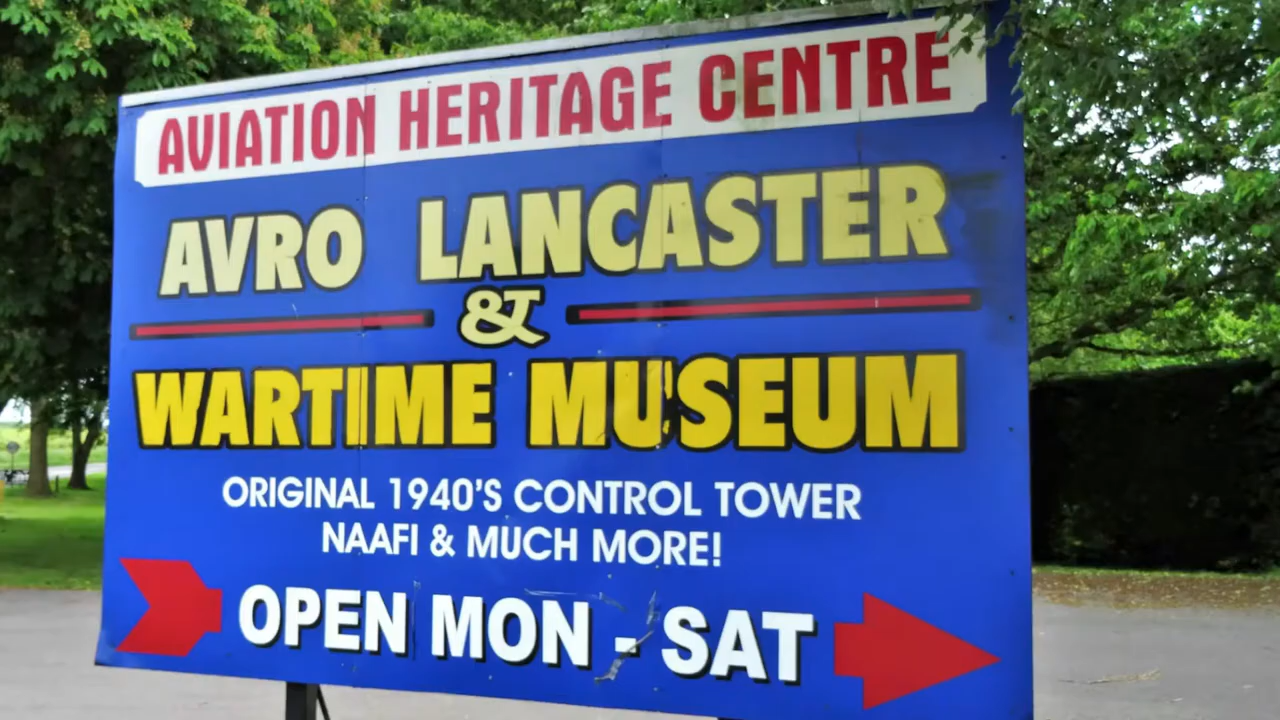 AVIATION HERITAGE CENTRE
AVRO LANCASTER
&
WARTIME MUSEUM
ORIGINAL 1940'S CONTROL TOWER
NAAFI & MUCH MORE!
OPEN MON - SAT